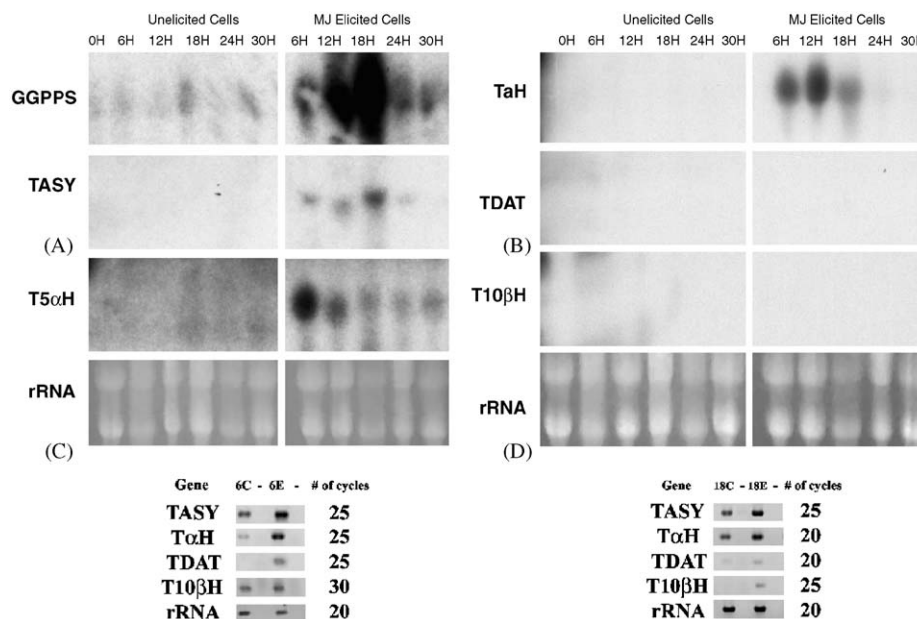 Unelicited Cells MJ Elicited Cells
0H 6H 12H 18H 24H 30H 6H 12H 18H 24H 30H
GGPPS
TASY
(A)
T5αH
rRNA
(C)
Unelicited Cells MJ Elicited Cells
0H 6H 12H 18H 24H 30H 6H 12H 18H 24H 30H
TaH
TDAT
(B)
T10βH
rRNA
(D)
Gene 6C - 6E - # of cycles
TASY 25
TαH 25
TDAT 25
T10βH 30
rRNA 20
Gene 18C - 18E - # of cycles
TASY 25
TαH 20
TDAT 20
T10βH 25
rRNA 20